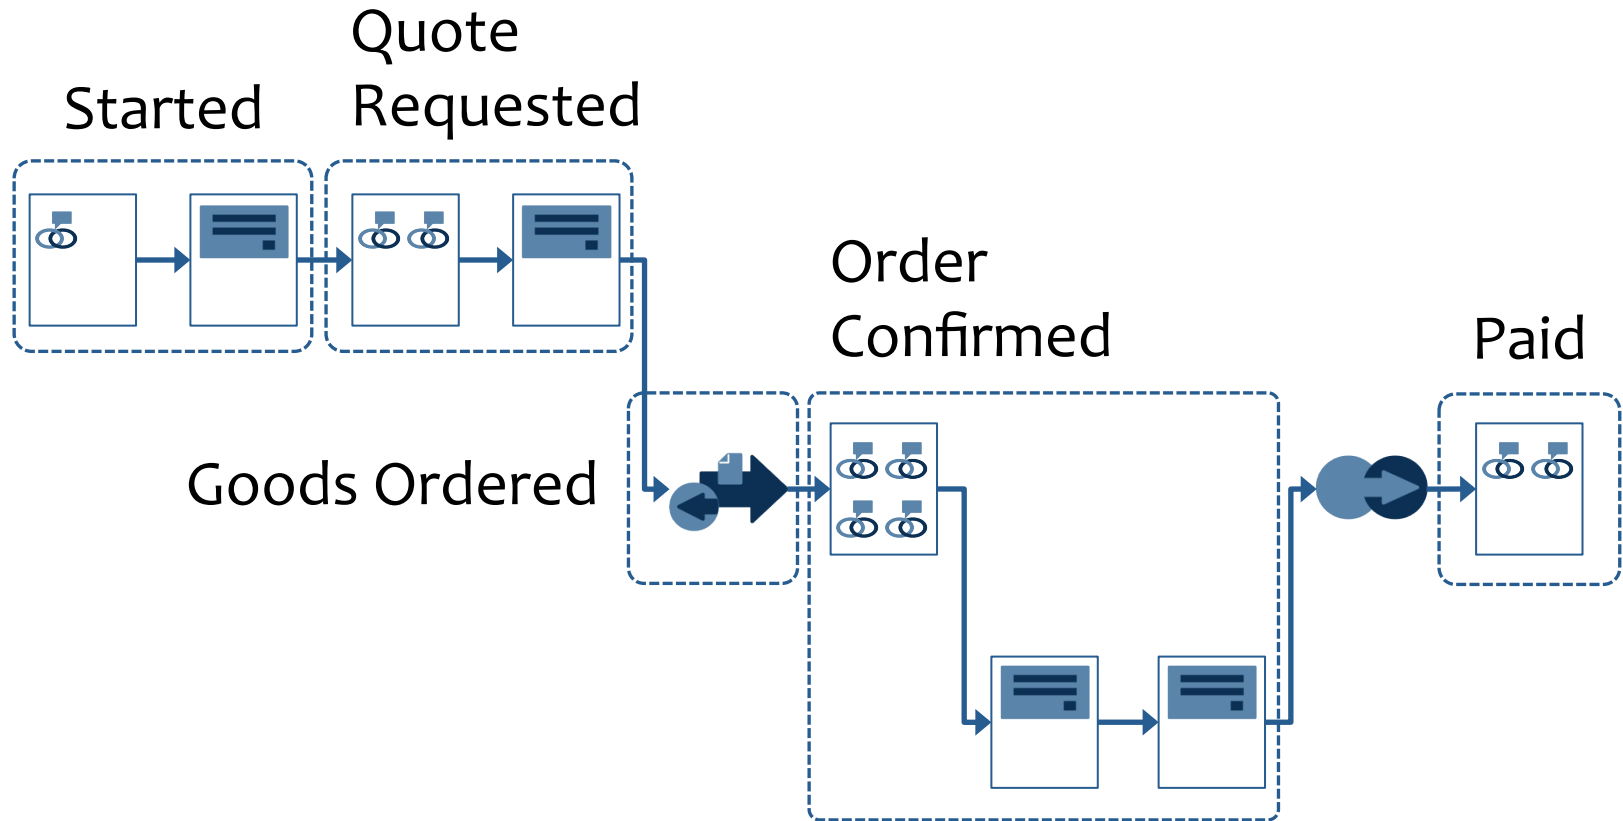 Started
Quote
Requested
Goods Ordered
Order
Confirmed
Paid